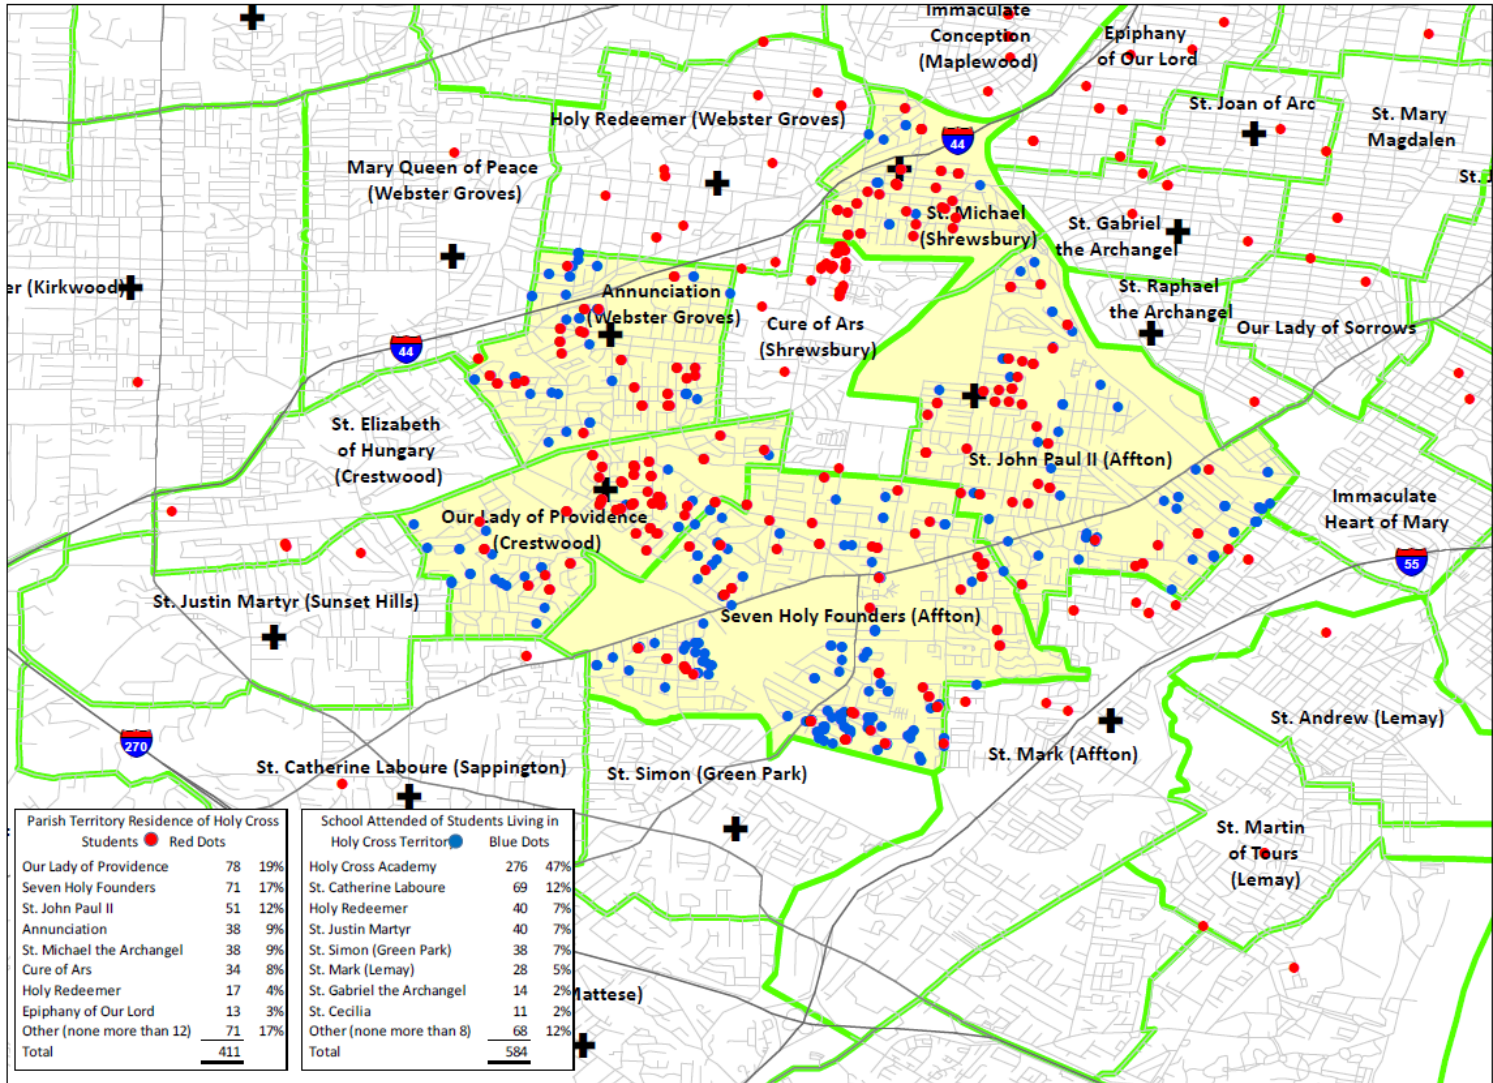 Immaculate
Conception
(Maplewood)
Epiphany
of Our Lord
St. Joan of Arc
St. Mary
Magdalen
Holy Redeemer (Webster Groves)
44
Mary Queen of Peace
(Webster Groves)
St. J
St. Michael
(Shrewsbury)
St. Gabriel
the Archangel
er (Kirkwood)
Annunciation
(Webster Groves)
St. Raphael
the Archangel
Cure of Ars
(Shrewsbury)
Our Lady of Sorrows
44
St. Elizabeth
of Hungary
(Crestwood)
St. John Paul II (Affton)
Immaculate
Heart of Mary
Our Lady of Providence
(Crestwood)
55
St. Justin Martyr (Sunset Hills)
Seven Holy Founders (Affton)
St. Andrew (Lemay)
270
St. Mark (Affton)
St. Catherine Laboure (Sappington)
St. Simon (Green Park)
St. Martin
of Tours
(Lemay)
Mattese)
Parish Territory Residence of Holy Cross
Students Red Dots
Our Lady of Providence 78 19%
Seven Holy Founders 71 17%
St. John Paul II 51 12%
Annunciation 38 9%
St. Michael the Archangel 38 9%
Cure of Ars 34 8%
Holy Redeemer 17 4%
Epiphany of Our Lord 13 3%
Other (none more than 12) 71 17%
Total 411
School Attended of Students Living in
Holy Cross Territory Blue Dots
Holy Cross Academy 276 47%
St. Catherine Laboure 69 12%
Holy Redeemer 40 7%
St. Justin Martyr 40 7%
St. Simon (Green Park) 38 7%
St. Mark (Lemay) 28 5%
St. Gabriel the Archangel 14 2%
St. Cecilia 11 2%
Other (none more than 8) 68 12%
Total 584